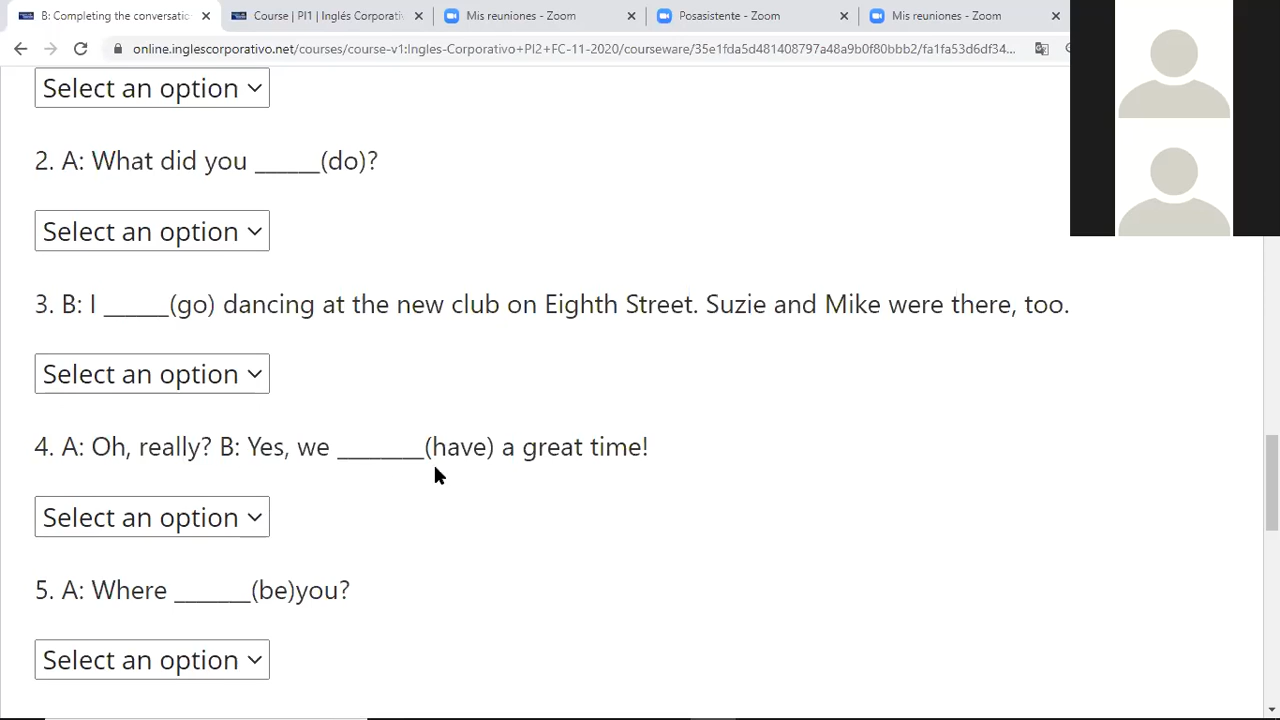 B: Completing the conversatio
Course | PI1 | Inglés Corporat
Mis reuniones - Zoom
Posasistente - Zoom
Mis reuniones - Zoom
online.inglescorporativo.net/courses/course-v1:Ingles-Corporativo+PI2+FC-11-2020/courseware/35e1fda3d481408797a48a9b0f80bbb2/fa1fa53d6df34...
Select an option
2. A: What did you ______(do)?
Select an option
3. B: I ______(go) dancing at the new club on Eighth Street. Suzie and Mike were there, too.
Select an option
4. A: Oh, really? B: Yes, we ________(have) a great time!
Select an option
5. A: Where _______(be)you?
Select an option